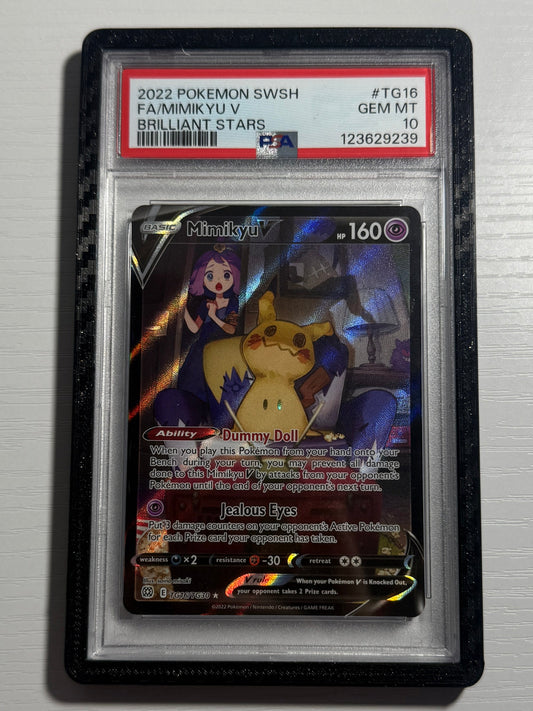 2022 POKEMON SWSH #TG16
FA/MIMIKYU V GEM MT
BRILLIANT STARS 10
PSA 123629239
BASIC Mimikyu V HP 160
Ability Dummy Doll
When you play this Pokémon from your hand onto your
Bench during your turn, you may prevent all damage
done to this Mimikyu V by attacks from your opponent's
Pokémon until the end of your opponent's next turn.
Jealous Eyes
Put 3 damage counters on your opponent's Active Pokémon
for each Prize card your opponent has taken.
weakness ×2 resistance -30 retreat
V rule When your Pokémon V is Knocked Out,
your opponent takes 2 Prize cards.
Illus.
E TG16/TG30 ★
©2022 Pokémon / Nintendo / Creatures / GAME FREAK